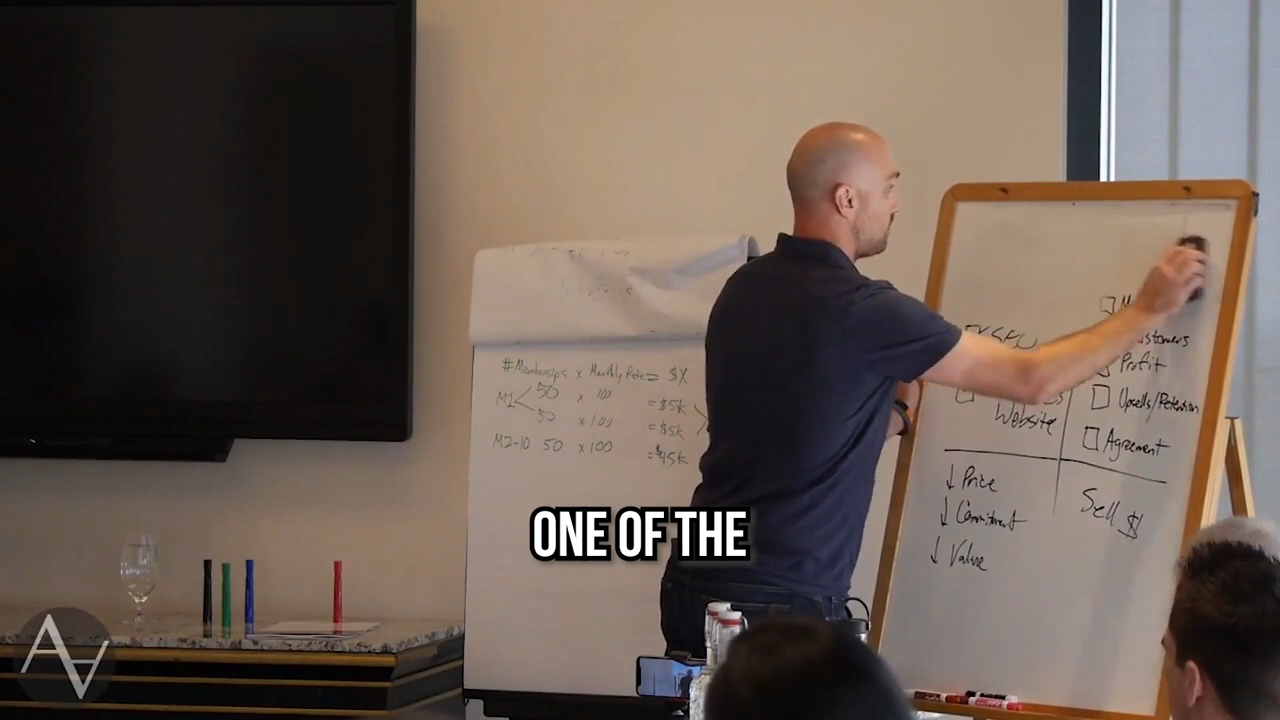 #Memberships x Monthly Rate = $X
M1 < 50 x 100 = $5k
50 x 100 = $5k
M2-10 50 x 100 = $45k
Customers
Profit
Upsells/Retention
Website
Agreement
↓ Price
↓ Commitment
↓ Value
Sell $
ONE OF THE
AA